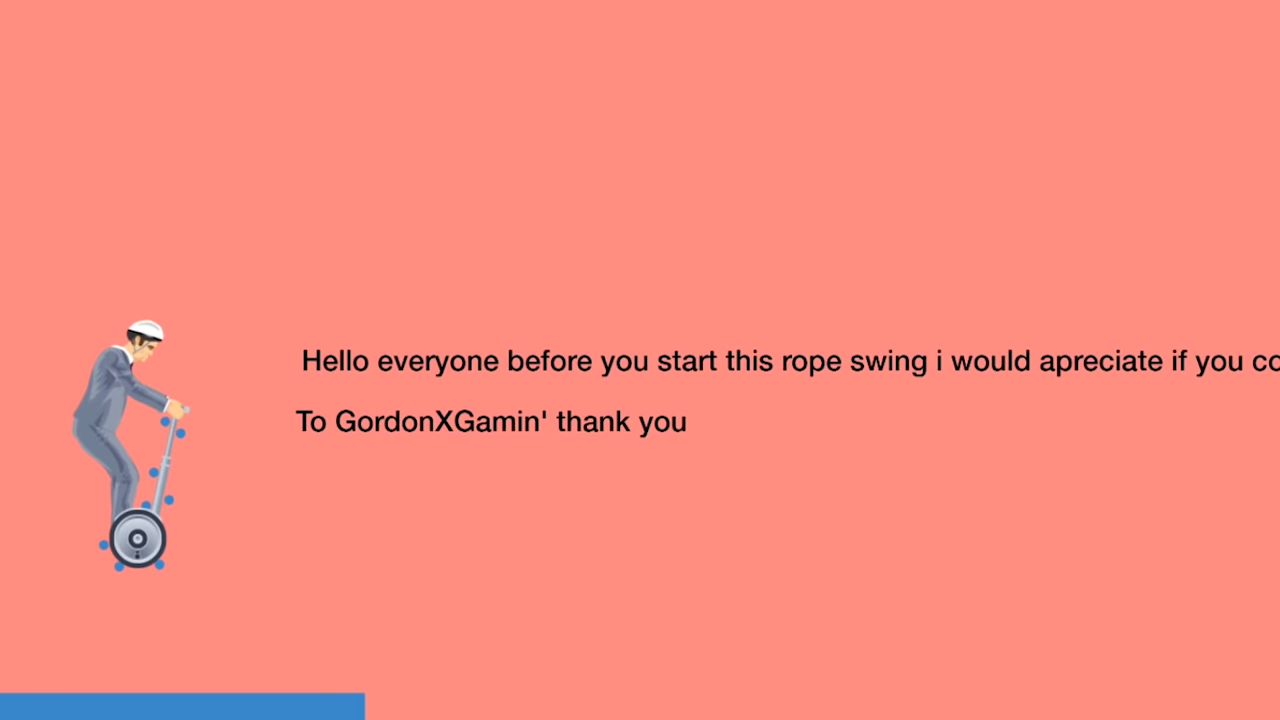 Hello everyone before you start this rope swing i would apreciate if you
To GordonXGamin' thank you